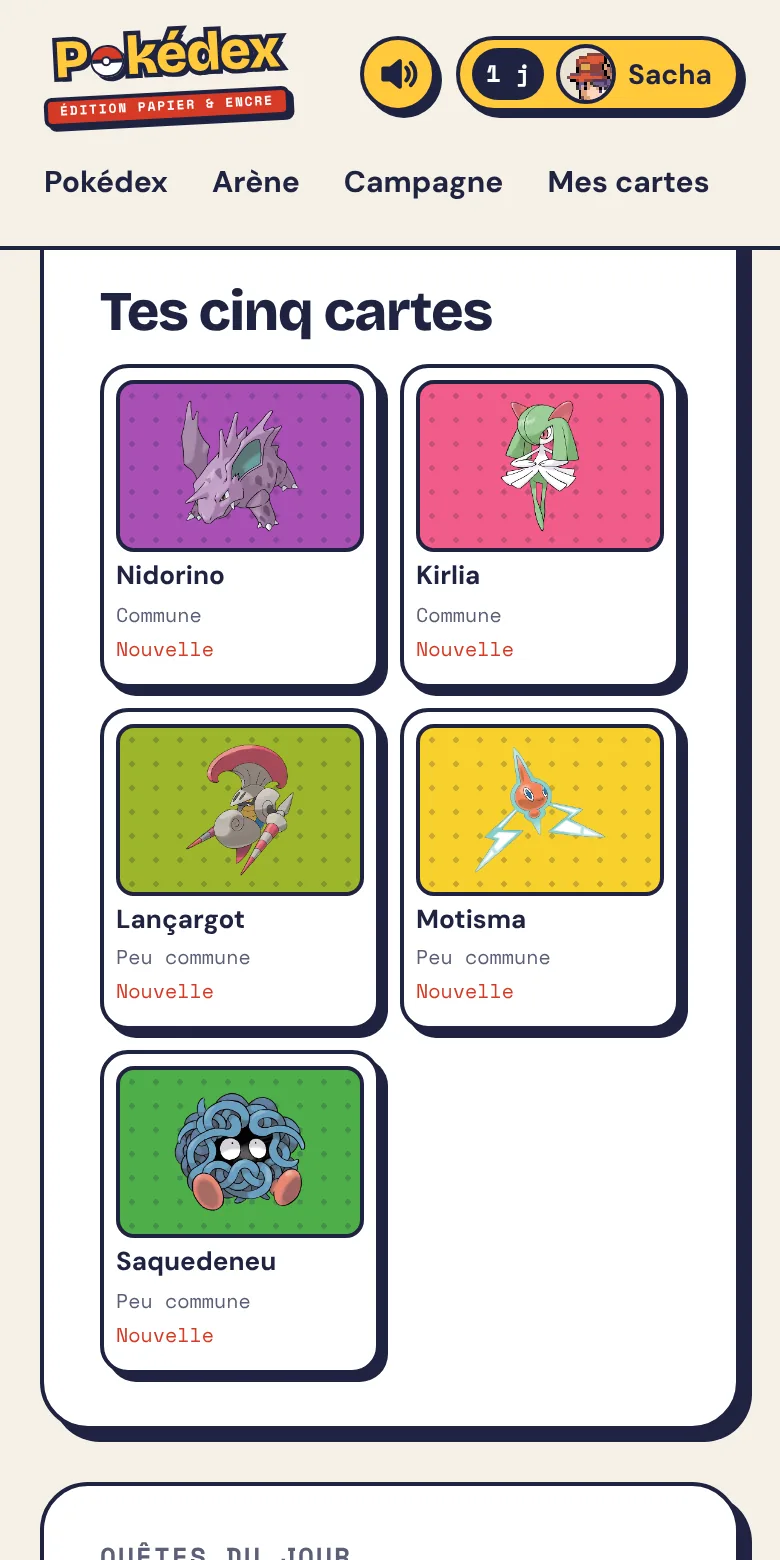 Pokédex
ÉDITION PAPIER & ENCRE
1 j
Sacha
Pokédex Arène Campagne Mes cartes
Tes cinq cartes
Nidorino
Commune
Nouvelle
Kirlia
Commune
Nouvelle
Lançargot
Peu commune
Nouvelle
Motisma
Peu commune
Nouvelle
Saquedeneu
Peu commune
Nouvelle
QUÊTES DU JOUR